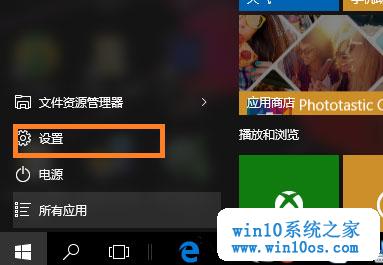 文件资源管理器
设置
电源
所有应用
应用商店
Phototastic C
播放和浏览
win10系统之家
www.win10os.com